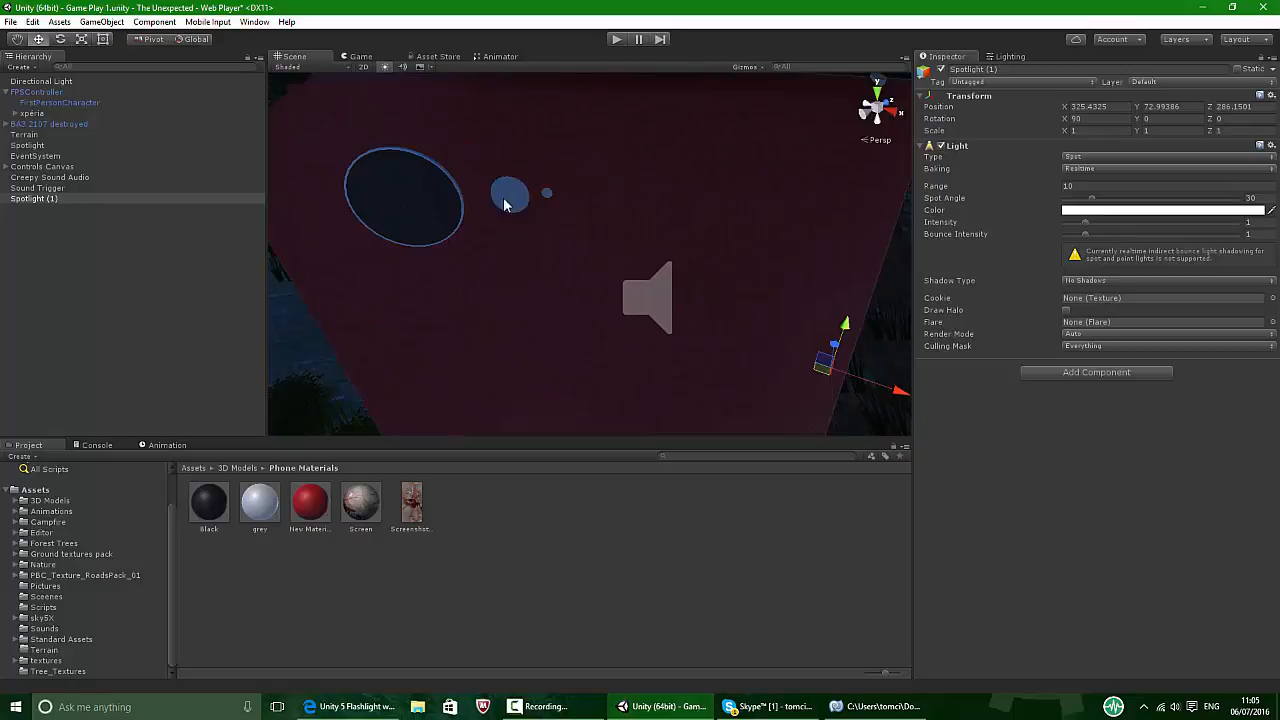 Unity (64bit) - Game Play 1.unity - The Unexpected - Web Player* <DX11>
File Edit Assets GameObject Component Mobile Input Window Help
Pivot Global Account Layers Layout
Hierarchy
Create All
Directional Light
FPSController
FirstPersonCharacter
xpéria
BA3 2107 destroyed
Terrain
Spotlight
EventSystem
Controls Canvas
Creepy Sound Audio
Sound Trigger
Spotlight (1)
Scene Game Asset Store Animator
Shaded 2D Gizmos All
y
z
x
Persp
Inspector Lighting
Spotlight (1) Static
Tag Untagged Layer Default
Transform
Position X 325.4325 Y 72.99386 Z 286.1501
Rotation X 90 Y 0 Z 0
Scale X 1 Y 1 Z 1
Light
Type Spot
Baking Realtime
Range 10
Spot Angle 30
Color
Intensity 1
Bounce Intensity 1
Currently realtime indirect bounce light shadowing for
spot and point lights is not supported.
Shadow Type No Shadows
Cookie None (Texture)
Draw Halo
Flare None (Flare)
Render Mode Auto
Culling Mask Everything
Add Component
Project Console Animation
Create
All Scripts
Assets
3D Models
Animations
Campfire
Editor
Forest Trees
Ground textures pack
Nature
PBC_Texture_RoadsPack_01
Pictures
Sceenes
Scripts
sky5X
Sounds
Standard Assets
Terrain
textures
Tree_Textures
Assets 3D Models Phone Materials
Black grey New Materi... Screen Screenshot...
Ask me anything
Unity 5 Flashlight w...
Recording...
Unity (64bit) - Gam...
Skype™ [1] - tomci...
C:\Users\tomci\Do...
11:05
06/07/2016